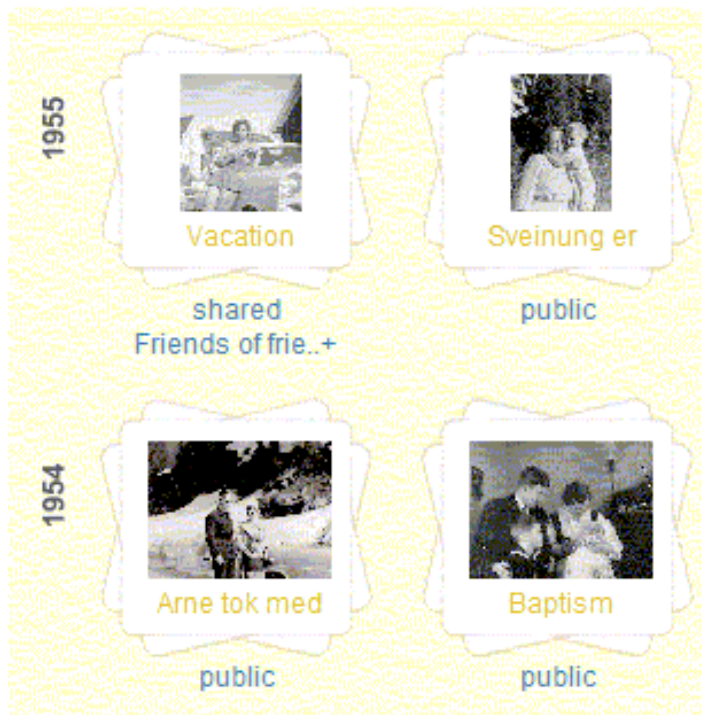 1955
Vacation
Sveinung er
shared
Friends of frie..+
public
1954
Arne tok med
Baptism
public
public